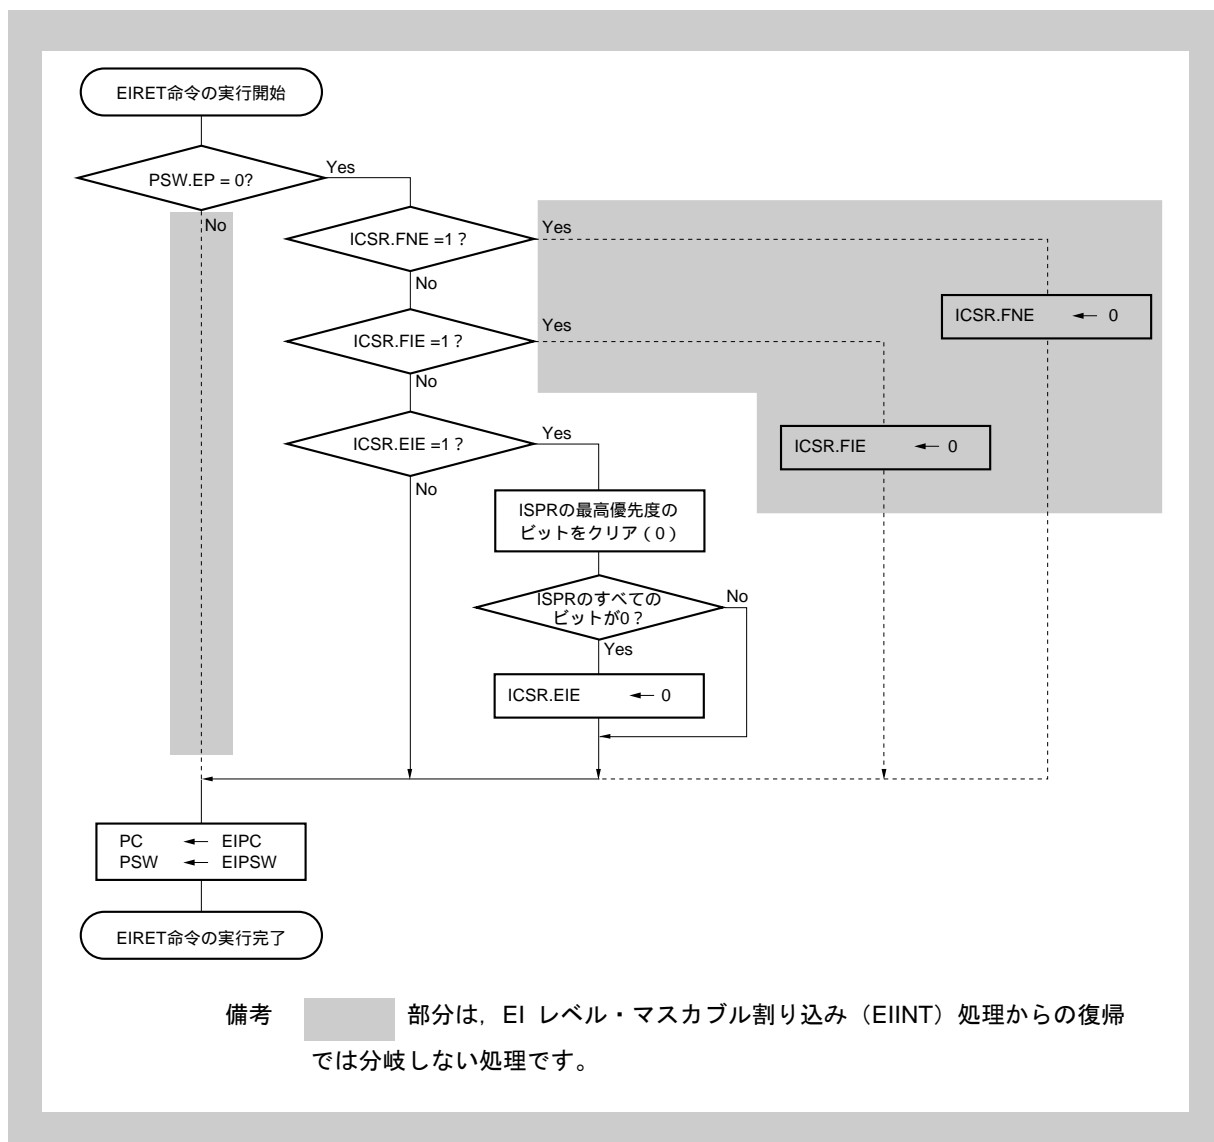 EIRET命令の実行開始
PSW.EP = 0?
Yes
No
ICSR.FNE =1 ?
Yes
No
ICSR.FNE ← 0
ICSR.FIE =1 ?
Yes
No
ICSR.FIE ← 0
ICSR.EIE =1 ?
Yes
No
ISPRの最高優先度の
ビットをクリア ( 0 )
ISPRのすべての
ビットが0 ?
No
Yes
ICSR.EIE ← 0
PC ← EIPC
PSW ← EIPSW
EIRET命令の実行完了
備考 部分は，EI レベル・マスカブル割り込み（EIINT）処理からの復帰
では分岐しない処理です。